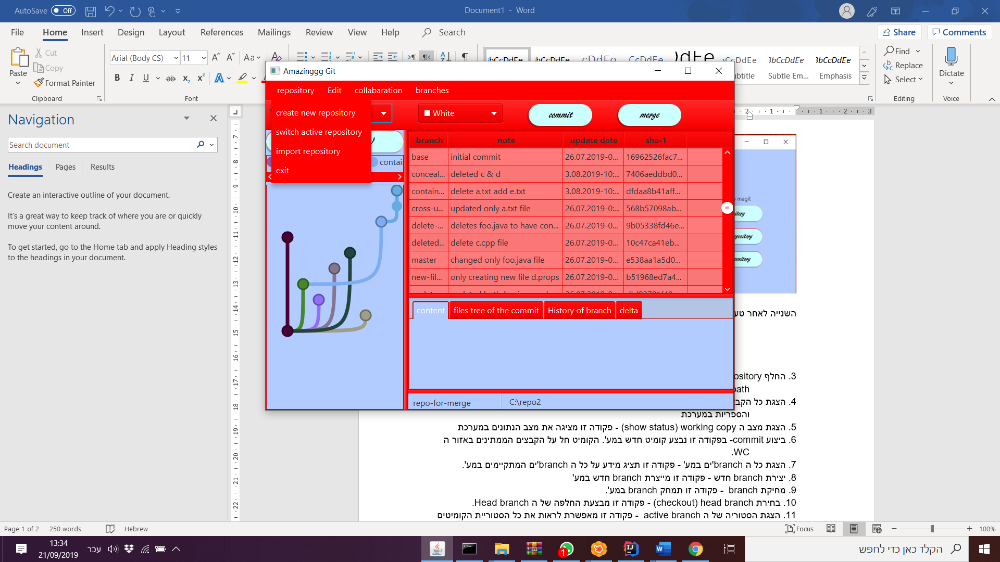 AutoSave Off
Document1 - Word
File Home Insert Design Layout References Mailings Review View Help Search
Share Comments
Paste
Cut
Copy
Format Painter
Clipboard
Arial (Body CS) 11
Font
AaBbCcDdEe
Subtle Em...
Emphasis
Find
Replace
Select
Editing
Dictate
Voice
Navigation
Search document
Headings Pages Results
Create an interactive outline of your document.
It's a great way to keep track of where you are or quickly
move your content around.
To get started, go to the Home tab and apply Heading styles
to the headings in your document.
Amazinggg Git
repository Edit collabaration branches
create new repository
switch active repository
import repository
exit
White
commit
merge
branch note update date sha-1
base initial commit 26.07.2019-0... 16962526fac7...
conceal... deleted c & d 3.08.2019-10:... 7406aeddbd0...
contain... delete a.txt add e.txt 3.08.2019-10:... dfdaa8b41aff...
cross-u... updated only a.txt file 26.07.2019-0:... 568b57098ab...
delete-... deletes foo.java to have con... 26.07.2019-0... 9b05338fd46e...
deleted... delete c.cpp file 26.07.2019-0... 10c47ca41eb...
master changed only foo.java file 26.07.2019-0... e538aa1a5d0...
new-fil... only creating new file d.props 26.07.2019-0... b51968ed7a4...
content files tree of the commit History of branch delta
repo-for-merge C:\repo2
magit
השנייה לאחר טע
3. החלף ository
path
4. הצגת כל הקב
והספריות במערכת
5. הצגת מצב ה working copy (show status) - פקודה זו מציגה את מצב הנתונים במערכת
6. ביצוע commit- בפקודה זו נבצע קומיט חדש במע'. הקומיט חל על הקבצים הממתינים באזור ה
WC.
7. הצגת כל ה branch'ים במע' - פקודה זו תציג מידע על כל ה branch'ים המתקיימים במע'.
8. יצירת branch חדש - פקודה זו מייצרת branch חדש במע'
9. מחיקת branch - פקודה זו תמחק branch במע'.
10. בחירת head branch (checkout) - פקודה זו מבצעת החלפה של ה Head branch.
11. הצגת הסטוריה של ה active branch - פקודה זו מאפשרת לראות את כל הסטוריית הקומיטים
Page 1 of 2 250 words Hebrew
Focus
100%
13:34
21/09/2019
עבר
1
הקלד כאן כדי לחפש